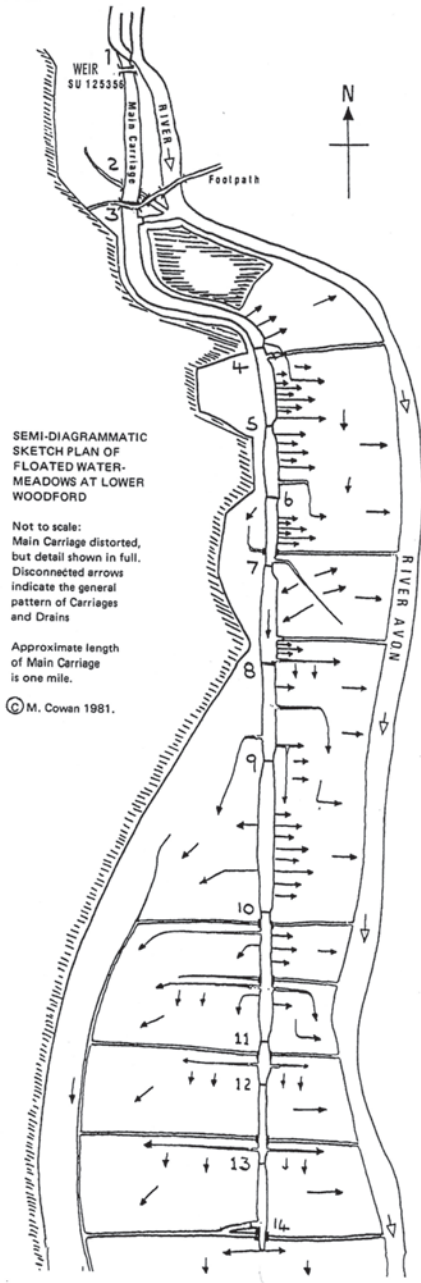 1
WEIR
SU 125356
Main Carriage
RIVER
N
2
Footpath
3
4
5
SEMI-DIAGRAMMATIC
SKETCH PLAN OF
FLOATED WATER-
MEADOWS AT LOWER
WOODFORD
Not to scale:
Main Carriage distorted,
but detail shown in full.
Disconnected arrows
indicate the general
pattern of Carriages
and Drains
Approximate length
of Main Carriage
is one mile.
© M. Cowan 1981.
6
7
RIVER AVON
8
9
10
11
12
13
14